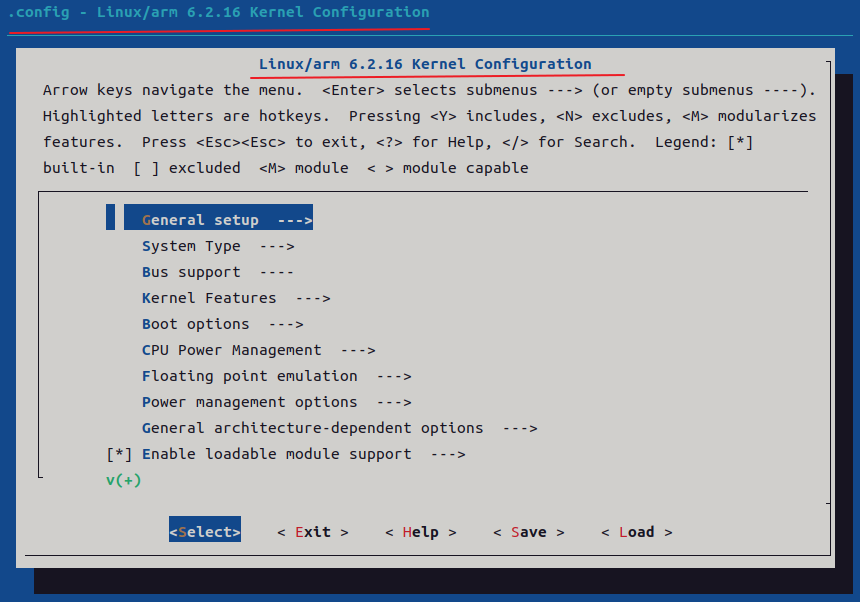 .config - Linux/arm 6.2.16 Kernel Configuration
Linux/arm 6.2.16 Kernel Configuration
Arrow keys navigate the menu.  <Enter> selects submenus ---> (or empty submenus ----).
Highlighted letters are hotkeys.  Pressing <Y> includes, <N> excludes, <M> modularizes
features.  Press <Esc><Esc> to exit, <?> for Help, </> for Search.  Legend: [*]
built-in  [ ] excluded  <M> module  < > module capable
General setup  --->
System Type  --->
Bus support  ----
Kernel Features  --->
Boot options  --->
CPU Power Management  --->
Floating point emulation  --->
Power management options  --->
General architecture-dependent options  --->
[*] Enable loadable module support  --->
v(+)
<Select>    < Exit >    < Help >    < Save >    < Load >